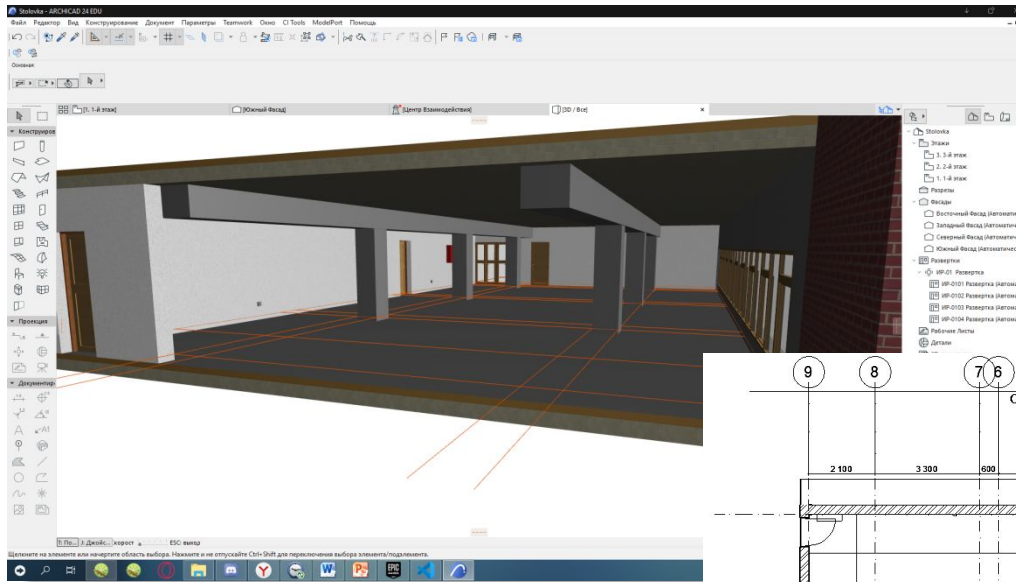 Stolovka - ARCHICAD 24 EDU
Файл Редактор Вид Конструирование Документ Параметры Teamwork Окно CI Tools ModelPort Помощь
Основная
[1. 1-й этаж]
[Южный Фасад]
[Центр Взаимодействия]
[3D / Все]
Конструиров
Проекция
Документир
Stolovka
Этажи
3. 3-й этаж
2. 2-й этаж
1. 1-й этаж
Разрезы
Фасады
Восточный Фасад (Автомати
Западный Фасад (Автоматич
Северный Фасад (Автомати
Южный Фасад (Автоматичес
Развертки
ИР-01 Развертка
ИР-0101 Развертка (Автома
ИР-0102 Развертка (Автома
ИР-0103 Развертка (Автома
ИР-0104 Развертка (Автома
Рабочие Листы
Детали
9 8 7 6
2 100 3 300 600
ESC: выход
Щелкните на элементе или начертите область выбора. Нажмите и не отпускайте Ctrl+Shift для переключения выбора элемента/подэлемента.